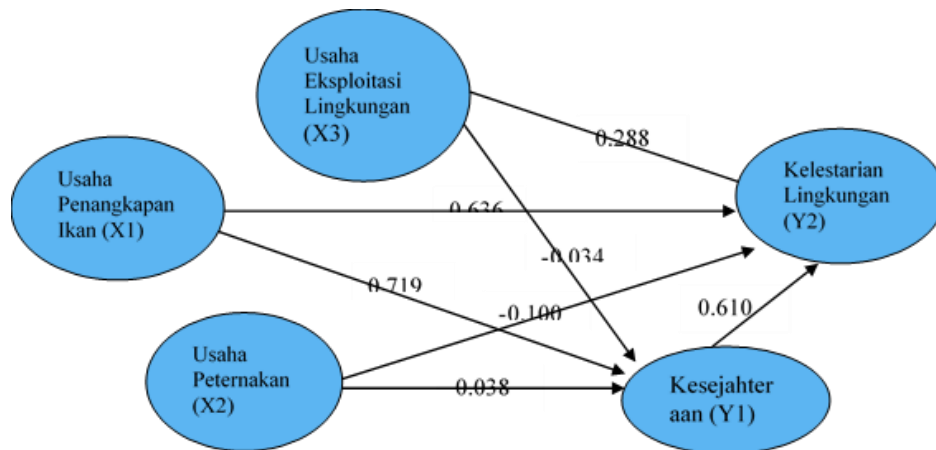 Usaha
Eksploitasi
Lingkungan
(X3)
0.288
Usaha
Penangkapan
Ikan (X1)
Kelestarian
Lingkungan
(Y2)
0.636
-0.034
0.719
-0.100
0.610
Usaha
Peternakan
(X2)
0.038
Kesejahter
aan (Y1)